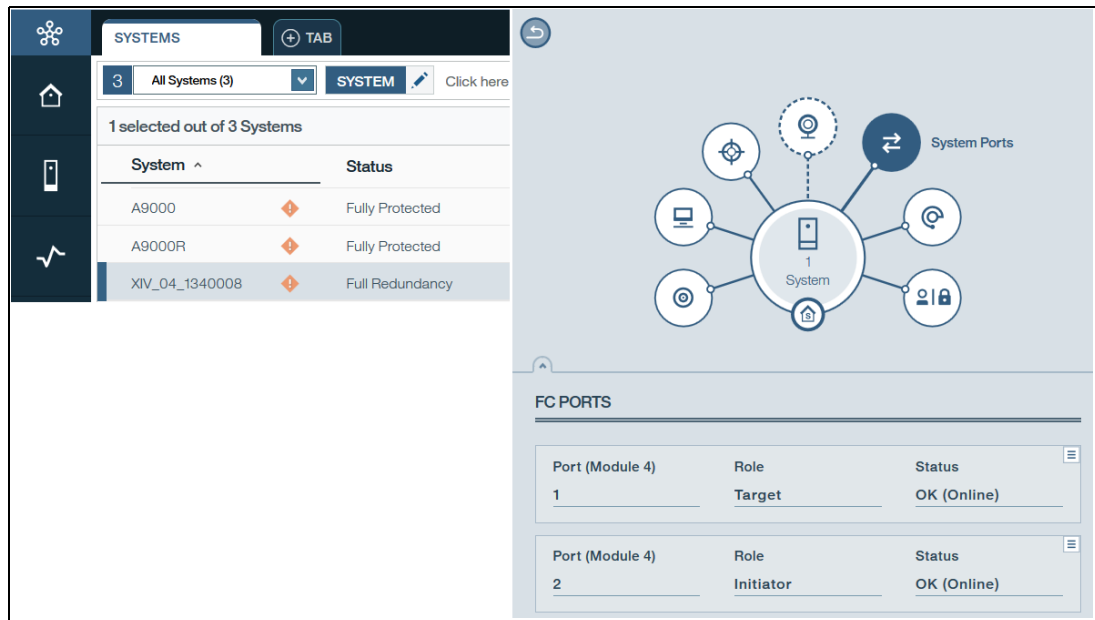 SYSTEMS
TAB
3 All Systems (3) SYSTEM Click here
1 selected out of 3 Systems
System Status
A9000 Fully Protected
A9000R Fully Protected
XIV_04_1340008 Full Redundancy
System Ports
1
System
S
FC PORTS
Port (Module 4) Role Status
1 Target OK (Online)
Port (Module 4) Role Status
2 Initiator OK (Online)